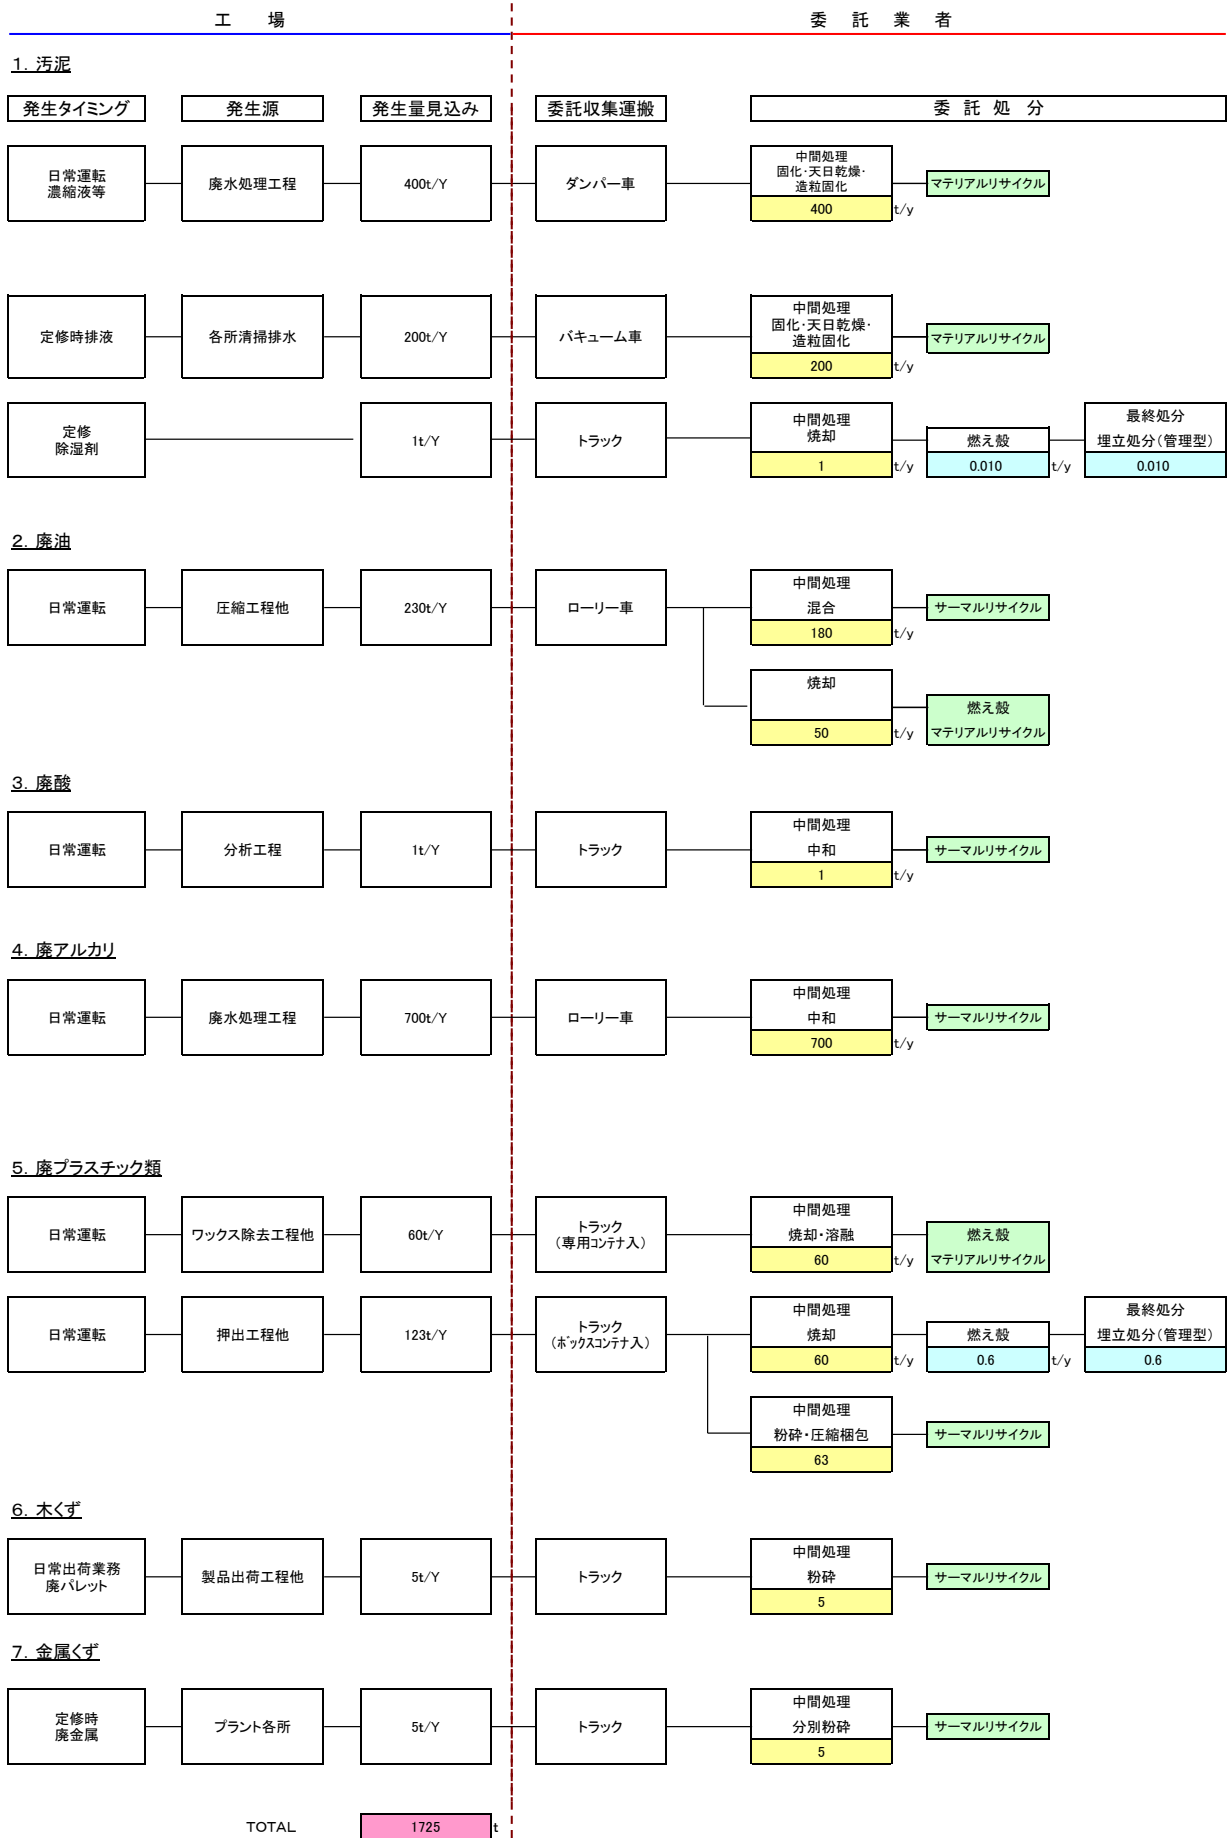 工　場
委　託　業　者
1．汚泥
発生タイミング
発生源
発生量見込み
委託収集運搬
委　託　処　分
日常運転
濃縮液等
廃水処理工程
400t/Y
ダンパー車
中間処理
固化・天日乾燥・
造粒固化
400
t/y
マテリアルリサイクル
定修時排液
各所清掃排水
200t/Y
バキューム車
中間処理
固化・天日乾燥・
造粒固化
200
t/y
マテリアルリサイクル
定修
除湿剤
1t/Y
トラック
中間処理
焼却
1
t/y
燃え殻
0.010
t/y
最終処分
埋立処分（管理型）
0.010
2．廃油
日常運転
圧縮工程他
230t/Y
ローリー車
中間処理
混合
180
t/y
サーマルリサイクル
焼却
50
t/y
燃え殻
マテリアルリサイクル
3．廃酸
日常運転
分析工程
1t/Y
トラック
中間処理
中和
1
t/y
サーマルリサイクル
4．廃アルカリ
日常運転
廃水処理工程
700t/Y
ローリー車
中間処理
中和
700
t/y
サーマルリサイクル
5．廃プラスチック類
日常運転
ワックス除去工程他
60t/Y
トラック
（専用ｺﾝﾃﾅ入）
中間処理
焼却・溶融
60
t/y
燃え殻
マテリアルリサイクル
日常運転
押出工程他
123t/Y
トラック
（ﾎﾞｯｸｽｺﾝﾃﾅ入）
中間処理
焼却
60
t/y
燃え殻
0.6
t/y
最終処分
埋立処分（管理型）
0.6
中間処理
粉砕・圧縮梱包
63
サーマルリサイクル
6．木くず
日常出荷業務
廃パレット
製品出荷工程他
5t/Y
トラック
中間処理
粉砕
5
サーマルリサイクル
7．金属くず
定修時
廃金属
プラント各所
5t/Y
トラック
中間処理
分別粉砕
5
サーマルリサイクル
TOTAL
1725
t